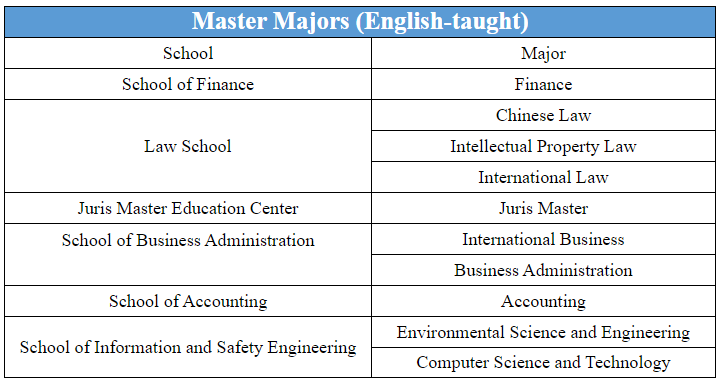 Master Majors (English-taught)
School Major
School of Finance Finance
Law School Chinese Law
Intellectual Property Law
International Law
Juris Master Education Center Juris Master
School of Business Administration International Business
Business Administration
School of Accounting Accounting
School of Information and Safety Engineering Environmental Science and Engineering
Computer Science and Technology